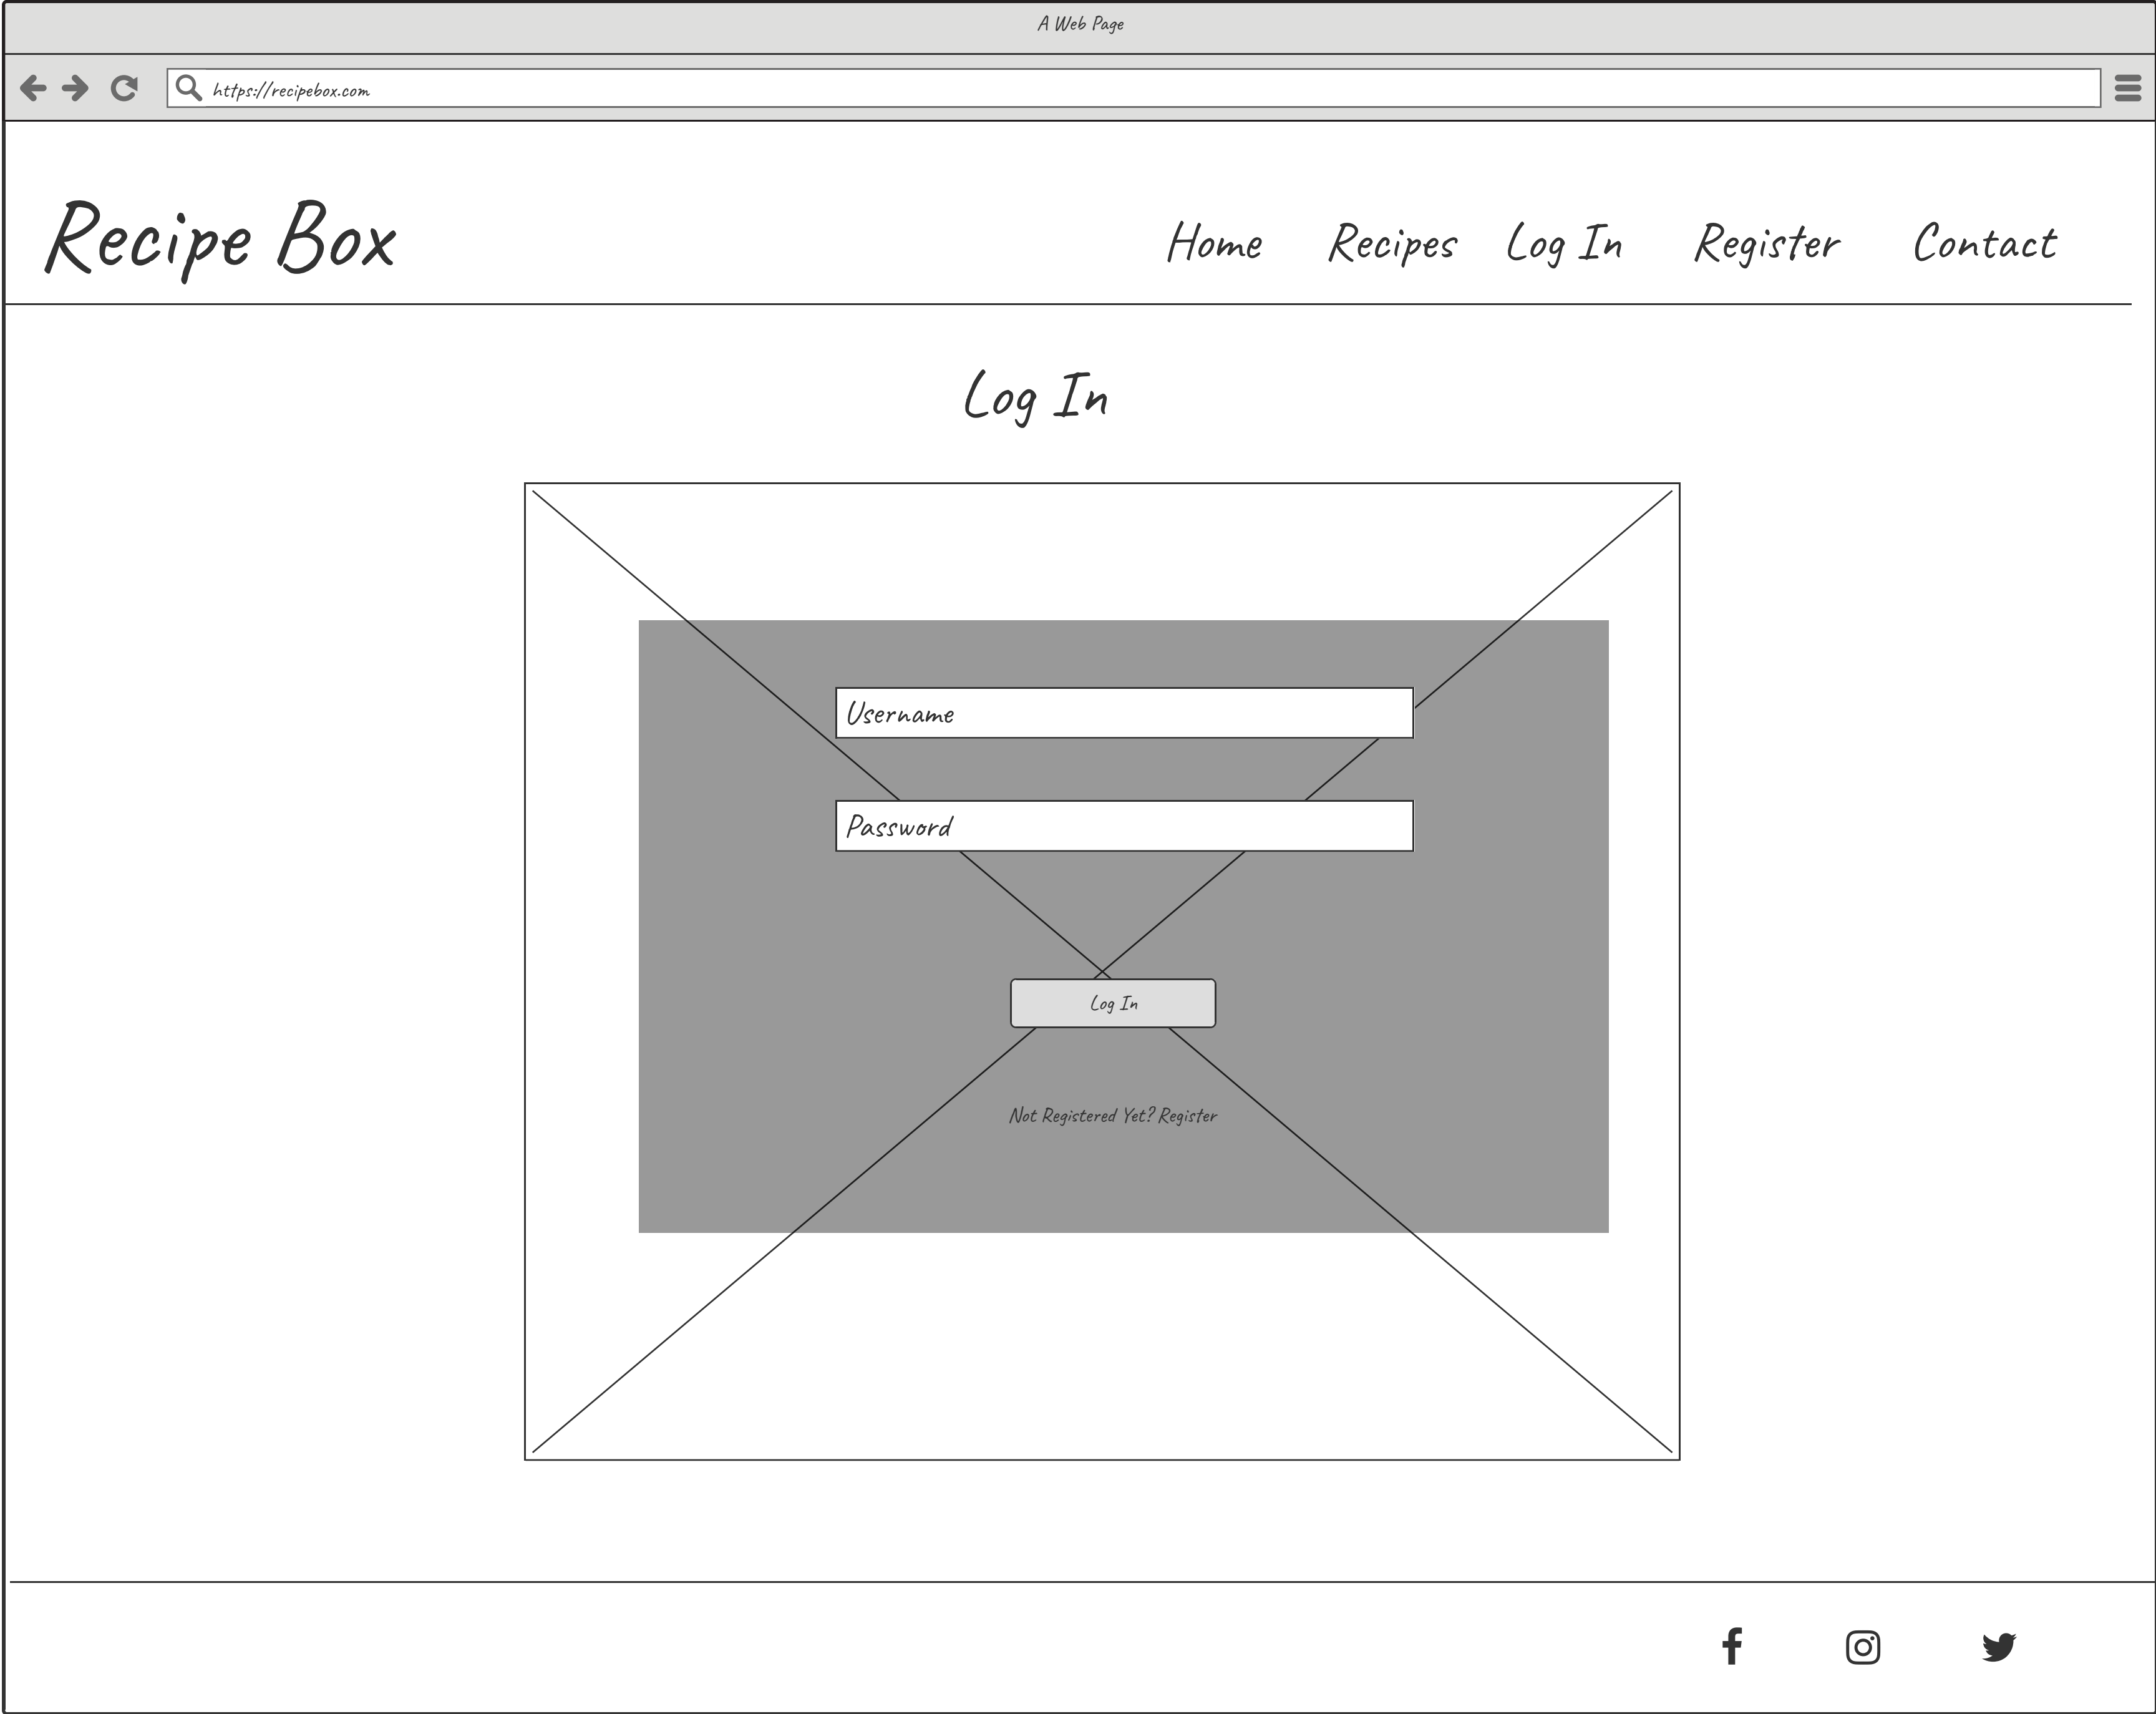 A Web Page
https://recipebox.com
Recipe Box
Home Recipes Log In Register Contact
Log In
Username
Password
Log In
Not Registered Yet? Register